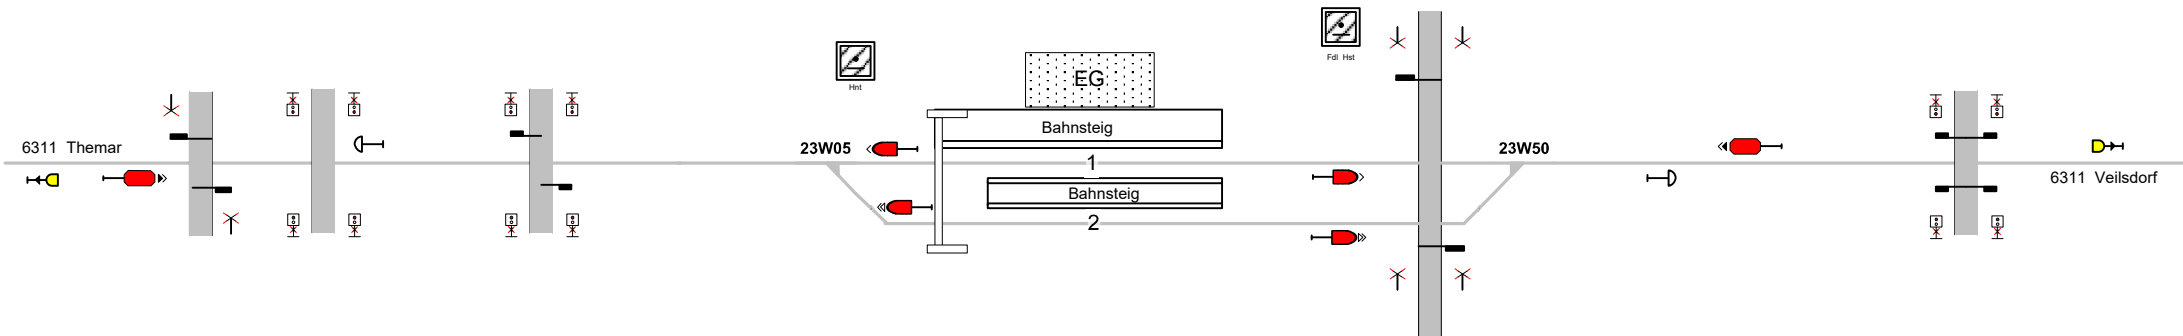 Hnt
Fdl Hst
EG
Bahnsteig
6311 Themar
23W05
1
23W50
6311 Veilsdorf
Bahnsteig
2